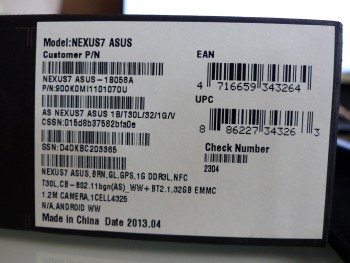 Model:NEXUS7 ASUS
Customer P/N
NEXUS7 ASUS-1B056A
P/N:900K0MI1101070U
AS NEXUS7 ASUS 1B/T30L/32/1G/V
CSSN:015d8b37582bfa0e
SSN:D4OKBC203365
NEXUS7 ASUS,BRN,GL,GPS,1G DDR3L,NFC
T30L,CB-802.11bgn(AS)_WW+BT2.1,32GB EMMC
1.2M CAMERA,1CELL4325
N/A,ANDROID WW
Made in China Date 2013.04
EAN
4 716659 343264
UPC
8 86227 34326 3
Check Number
2304